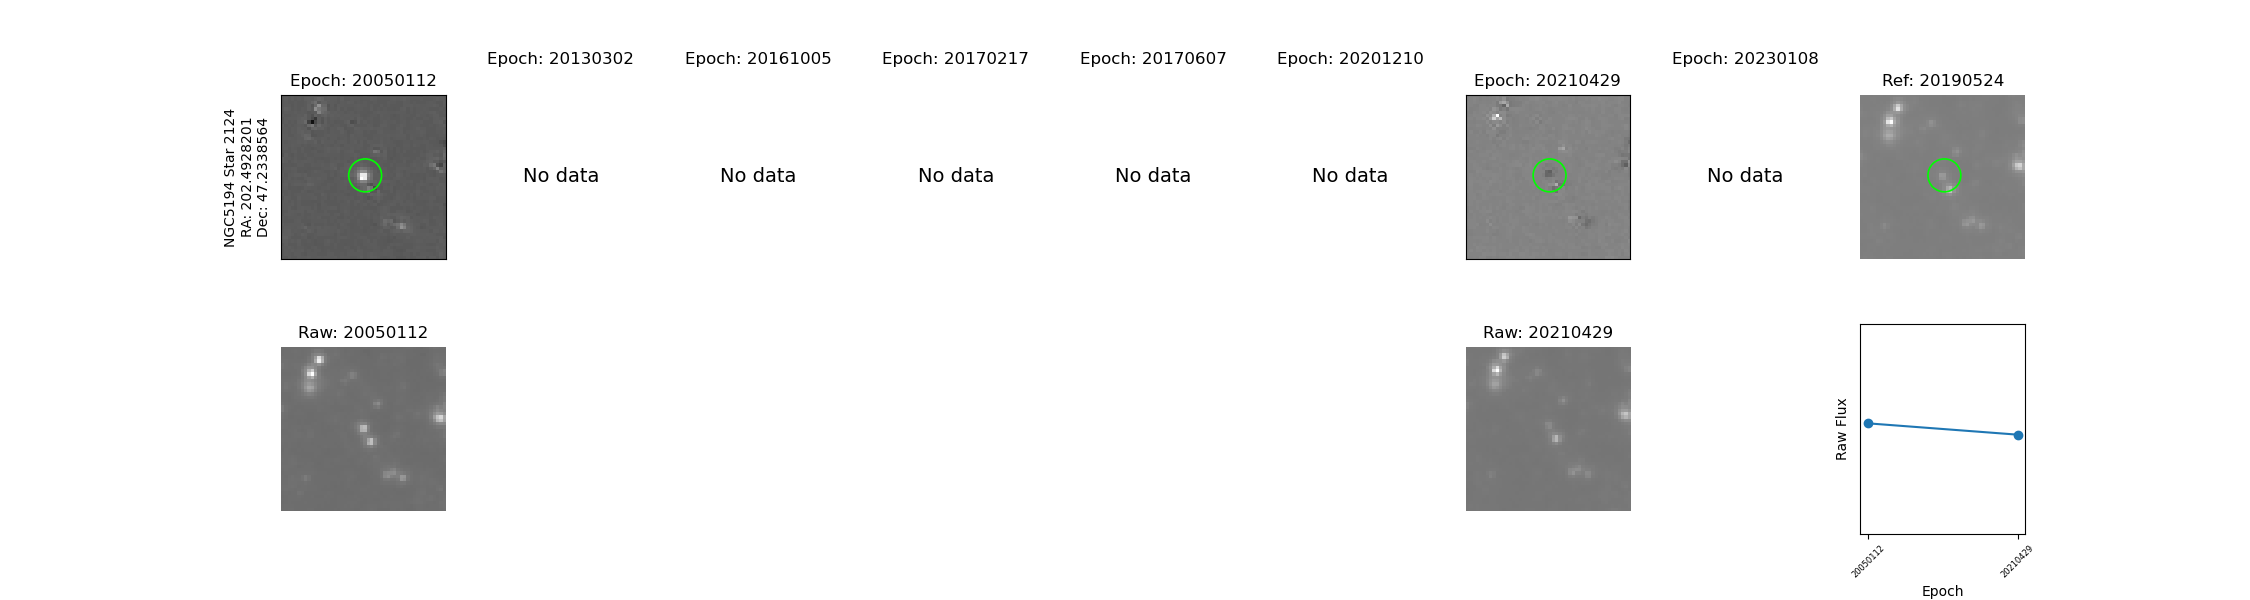 Epoch: 20050112
Epoch: 20130302
Epoch: 20161005
Epoch: 20170217
Epoch: 20170607
Epoch: 20201210
Epoch: 20210429
Epoch: 20230108
Ref: 20190524
NGC5194 Star 2124
RA: 202.4928201
Dec: 47.2338564
No data
No data
No data
No data
No data
No data
Raw: 20050112
Raw: 20210429
Raw Flux
20050112
20210429
Epoch